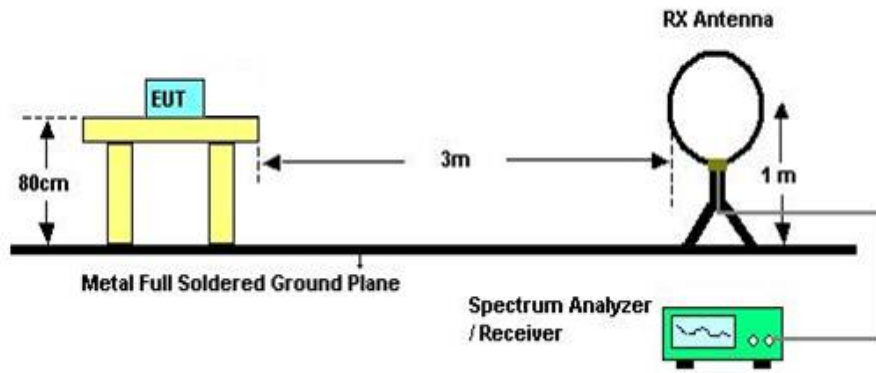 RX Antenna
EUT
3m
80cm
1 m
Metal Full Soldered Ground Plane
Spectrum Analyzer
/ Receiver